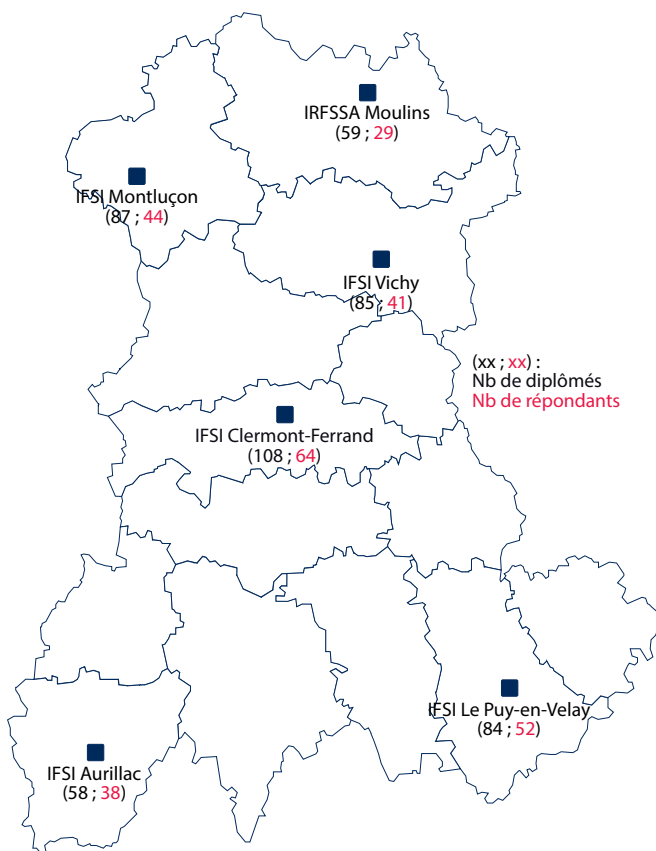 IRFSSA Moulins
(59 ; 29)
IFSI Montluçon
(87 ; 44)
IFSI Vichy
(85 ; 41)
(xx ; xx) :
Nb de diplômés
Nb de répondants
IFSI Clermont-Ferrand
(108 ; 64)
IFSI Le Puy-en-Velay
(84 ; 52)
IFSI Aurillac
(58 ; 38)